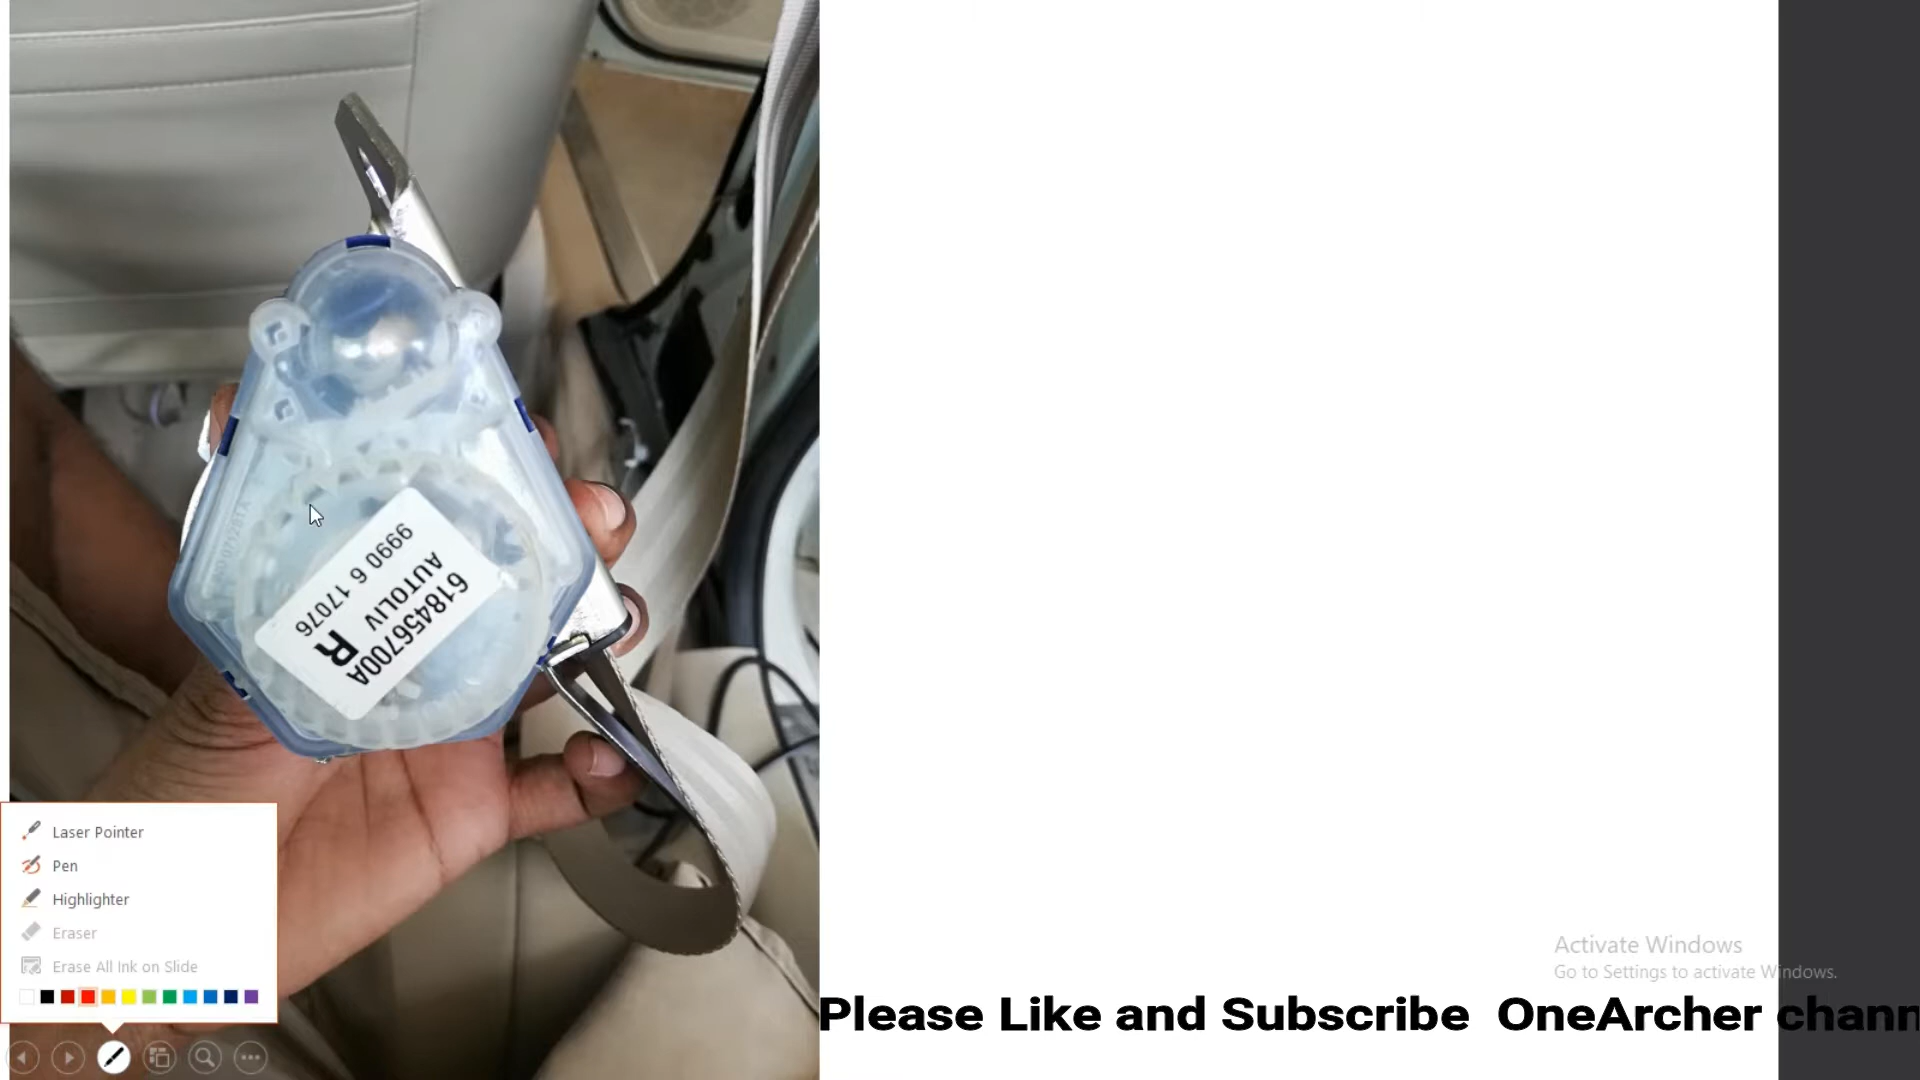 618456700A
AUTOLIV R
9990 6 17076
Laser Pointer
Pen
Highlighter
Eraser
Erase All Ink on Slide
Activate Windows
Go to Settings to activate Windows.
Please Like and Subscribe OneArcher chann